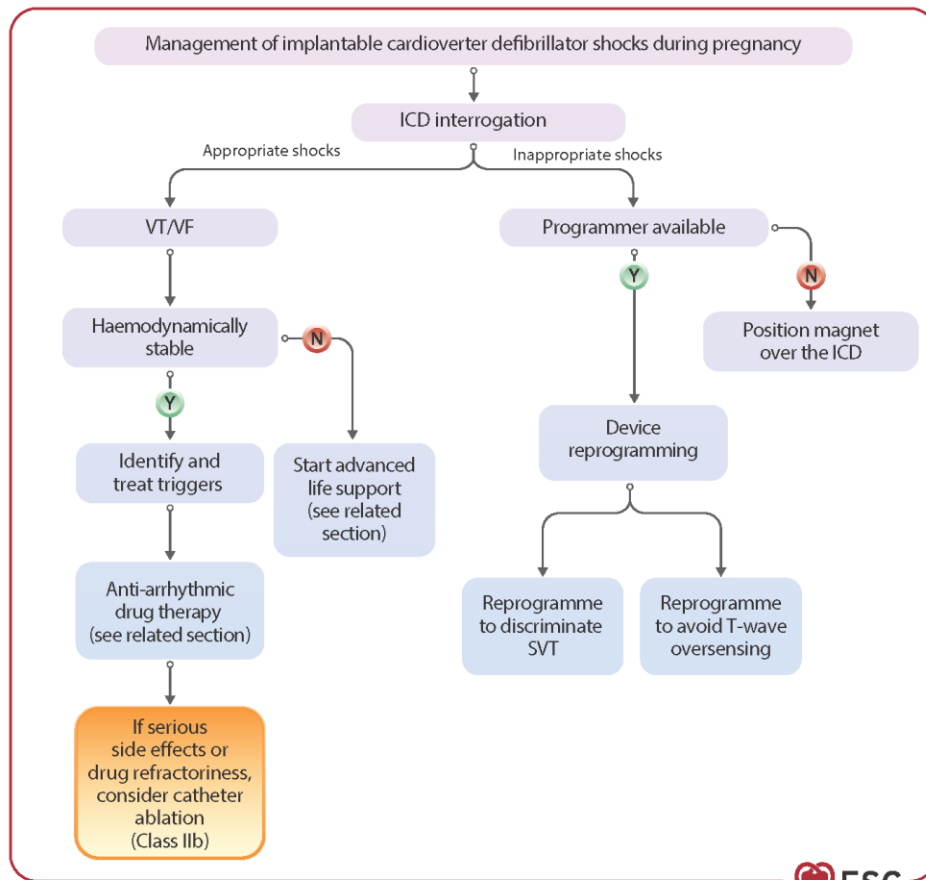 Management of implantable cardioverter defibrillator shocks during pregnancy
ICD interrogation
Appropriate shocks
Inappropriate shocks
VT/VF
Programmer available
Y
N
Haemodynamically
stable
N
Position magnet
over the ICD
Y
Device
reprogramming
Identify and
treat triggers
Start advanced
life support
(see related
section)
Anti-arrhythmic
drug therapy
(see related section)
Reprogramme
to discriminate
SVT
Reprogramme
to avoid T-wave
oversensing
If serious
side effects or
drug refractoriness,
consider catheter
ablation
(Class IIb)
ESC